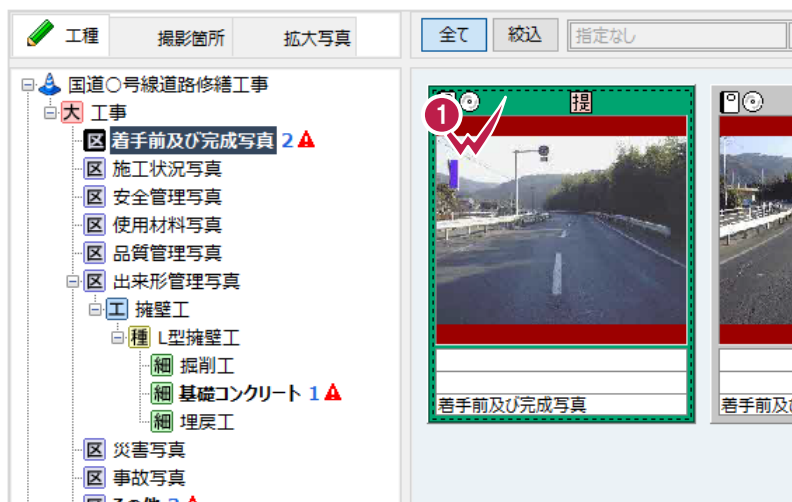 工種 撮影箇所 拡大写真
全て 絞込 指定なし
国道〇号線道路修繕工事
大 工事
区 着手前及び完成写真 2
区 施工状況写真
区 安全管理写真
区 使用材料写真
区 品質管理写真
区 出来形管理写真
工 擁壁工
種 L型擁壁工
細 掘削工
細 基礎コンクリート 1
細 埋戻工
区 災害写真
区 事故写真
1
提
着手前及び完成写真
着手前及